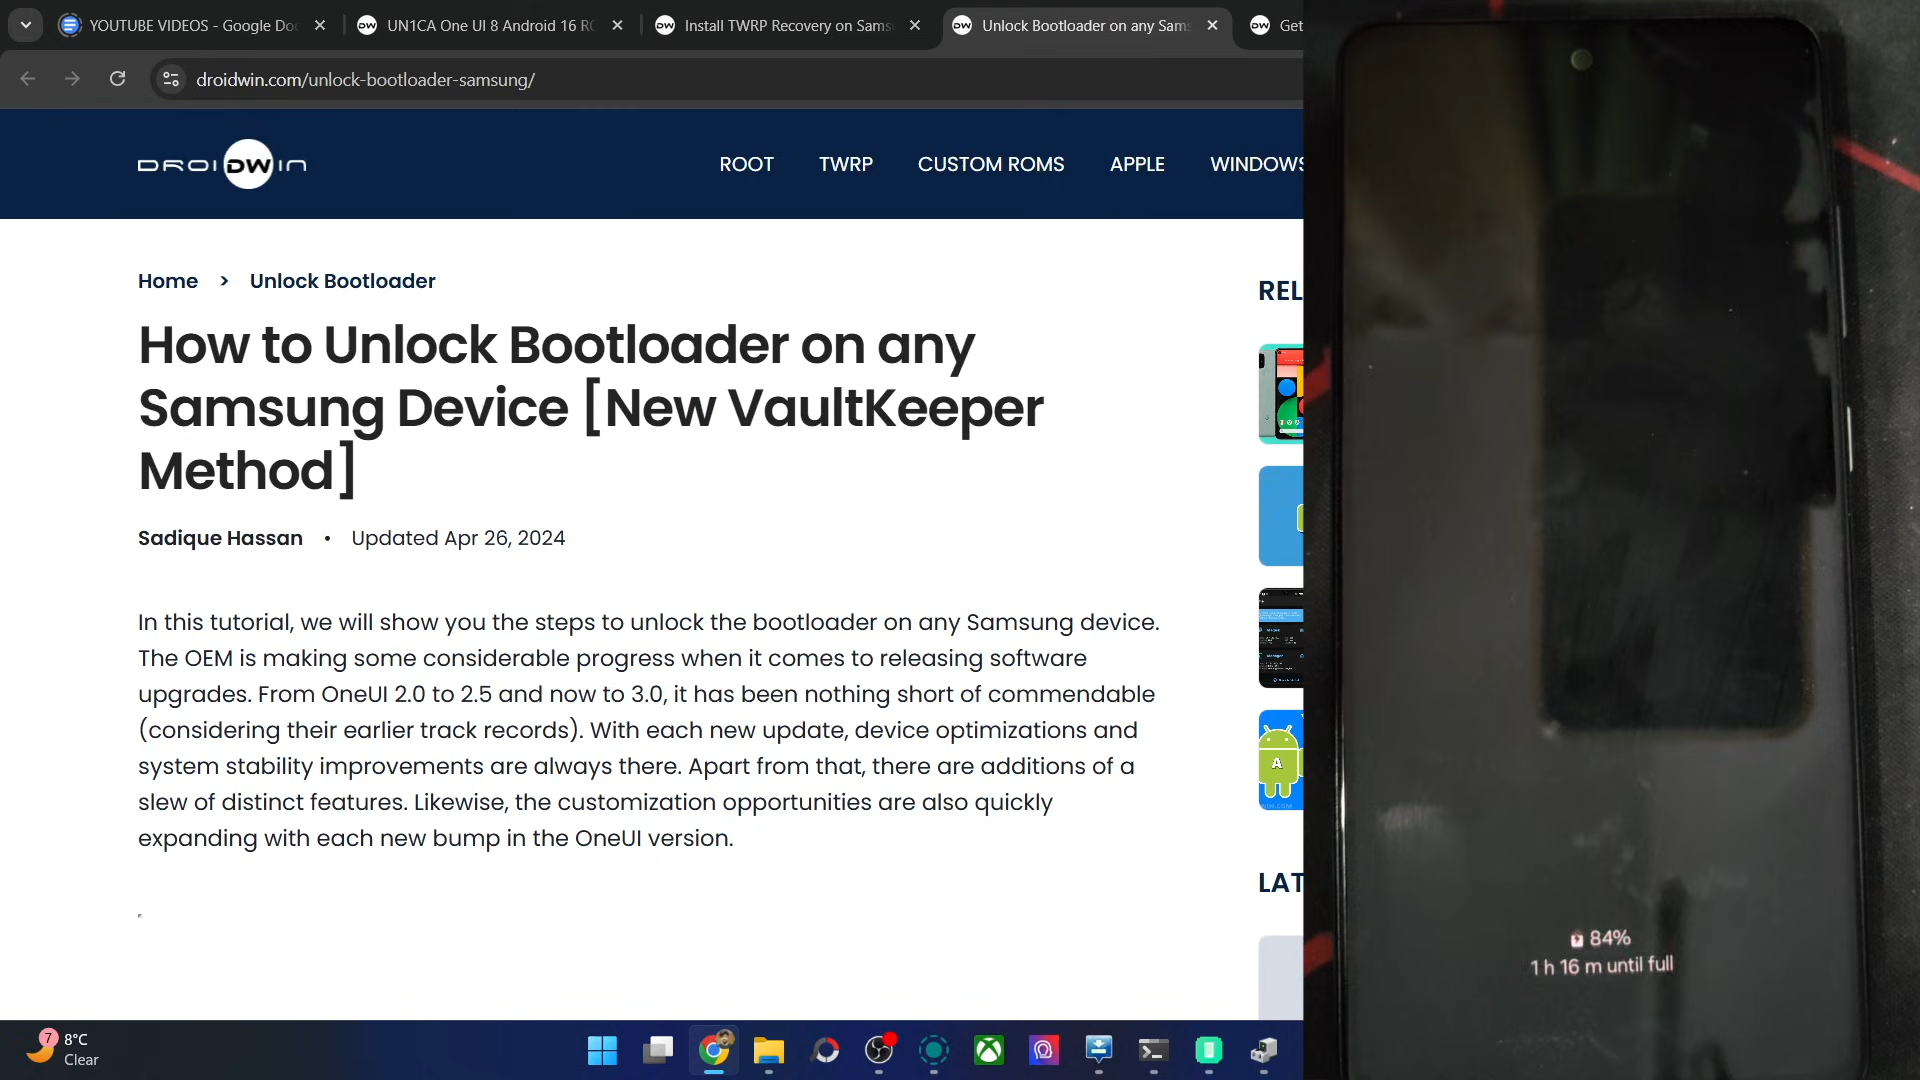 YOUTUBE VIDEOS - Google Do
UN1CA One UI 8 Android 16 RO
Install TWRP Recovery on Sams
Unlock Bootloader on any Sams
Get
droidwin.com/unlock-bootloader-samsung/
DROIDWIN
ROOT
TWRP
CUSTOM ROMS
APPLE
WINDOWS
Home > Unlock Bootloader
How to Unlock Bootloader on any
Samsung Device [New VaultKeeper
Method]
Sadique Hassan • Updated Apr 26, 2024
In this tutorial, we will show you the steps to unlock the bootloader on any Samsung device.
The OEM is making some considerable progress when it comes to releasing software
upgrades. From OneUI 2.0 to 2.5 and now to 3.0, it has been nothing short of commendable
(considering their earlier track records). With each new update, device optimizations and
system stability improvements are always there. Apart from that, there are additions of a
slew of distinct features. Likewise, the customization opportunities are also quickly
expanding with each new bump in the OneUI version.
REL
A
LAT
84%
1 h 16 m until full
7
8°C
Clear